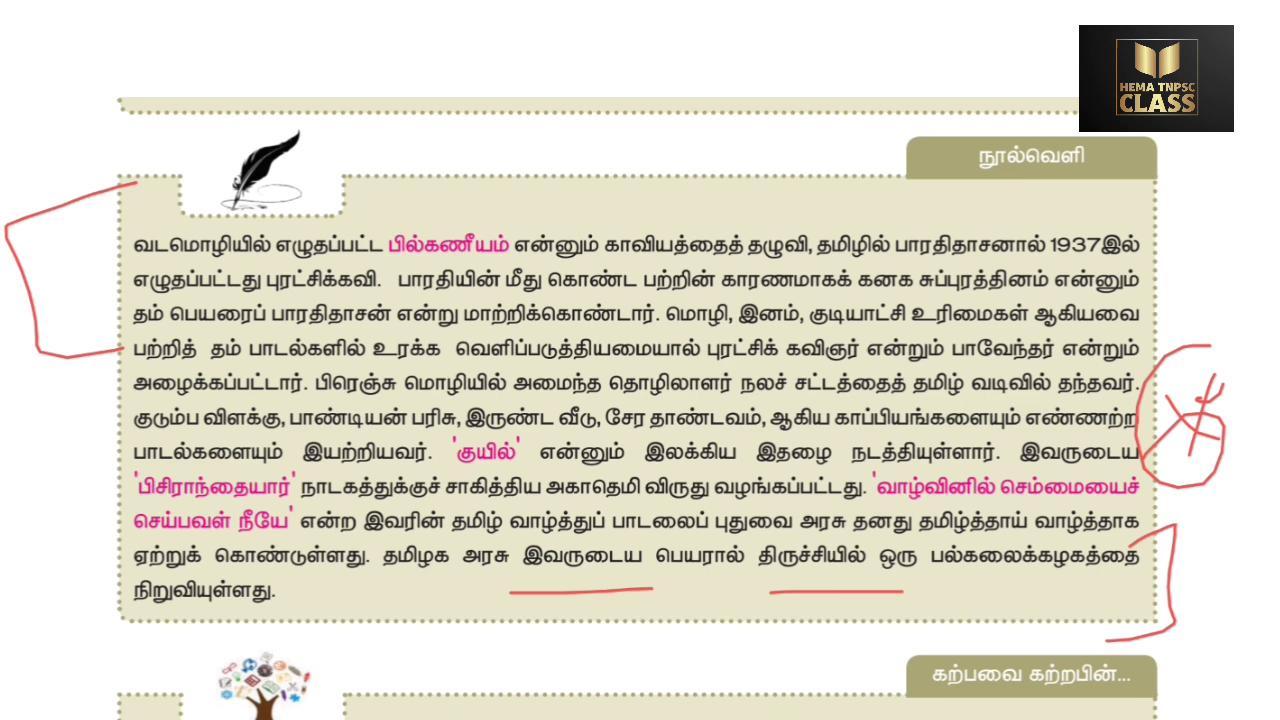 HEMA TNPSC
CLASS
நூல்வெளி
வடமொழியில் எழுதப்பட்ட பில்கணீயம் என்னும் காவியத்தைத் தழுவி, தமிழில் பாரதிதாசனால் 1937இல்
எழுதப்பட்டது புரட்சிக்கவி. பாரதியின் மீது கொண்ட பற்றின் காரணமாகக் கனக சுப்புரத்தினம் என்னும்
தம் பெயரைப் பாரதிதாசன் என்று மாற்றிக்கொண்டார். மொழி, இனம், குடியாட்சி உரிமைகள் ஆகியவை
பற்றித் தம் பாடல்களில் உரக்க வெளிப்படுத்தியமையால் புரட்சிக் கவிஞர் என்றும் பாவேந்தர் என்றும்
அழைக்கப்பட்டார். பிரெஞ்சு மொழியில் அமைந்த தொழிலாளர் நலச் சட்டத்தைத் தமிழ் வடிவில் தந்தவர்.
குடும்ப விளக்கு, பாண்டியன் பரிசு, இருண்ட வீடு, சேர தாண்டவம், ஆகிய காப்பியங்களையும் எண்ணற்ற
பாடல்களையும் இயற்றியவர். 'குயில்' என்னும் இலக்கிய இதழை நடத்தியுள்ளார். இவருடைய
'பிசிராந்தையார்' நாடகத்துக்குச் சாகித்திய அகாதெமி விருது வழங்கப்பட்டது. 'வாழ்வினில் செம்மையைச்
செய்பவள் நீயே' என்ற இவரின் தமிழ் வாழ்த்துப் பாடலைப் புதுவை அரசு தனது தமிழ்த்தாய் வாழ்த்தாக
ஏற்றுக் கொண்டுள்ளது. தமிழக அரசு இவருடைய பெயரால் திருச்சியில் ஒரு பல்கலைக்கழகத்தை
நிறுவியுள்ளது.
கற்பவை கற்றபின்...